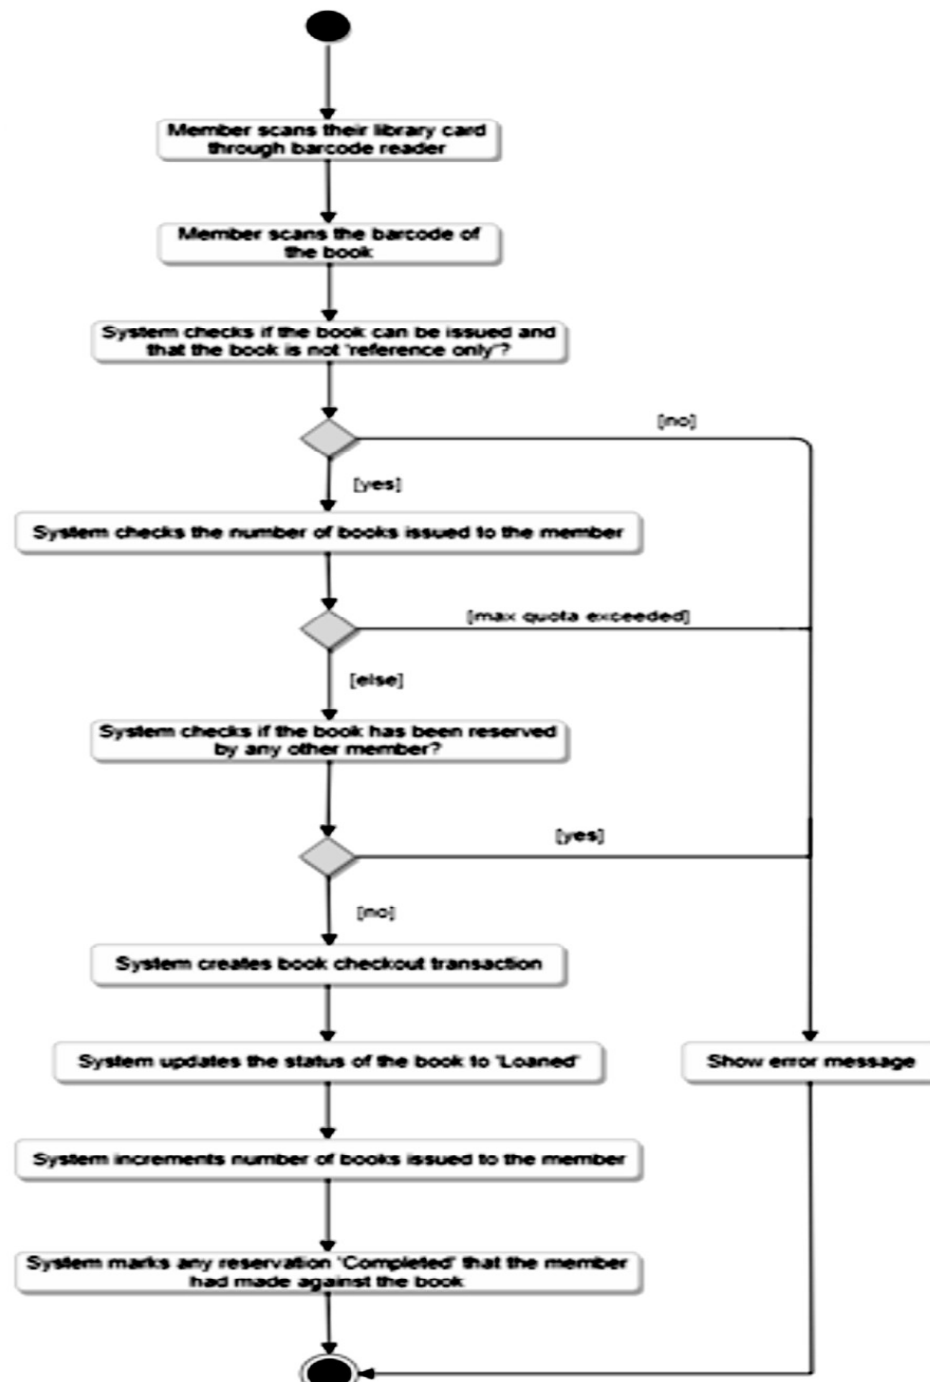 Member scans their library card
through barcode reader
Member scans the barcode of
the book
System checks if the book can be issued and
that the book is not 'reference only'?
[no]
[yes]
System checks the number of books issued to the member
[max quota exceeded]
[else]
System checks if the book has been reserved
by any other member?
[yes]
[no]
System creates book checkout transaction
System updates the status of the book to 'Loaned'
Show error message
System increments number of books issued to the member
System marks any reservation 'Completed' that the member
had made against the book